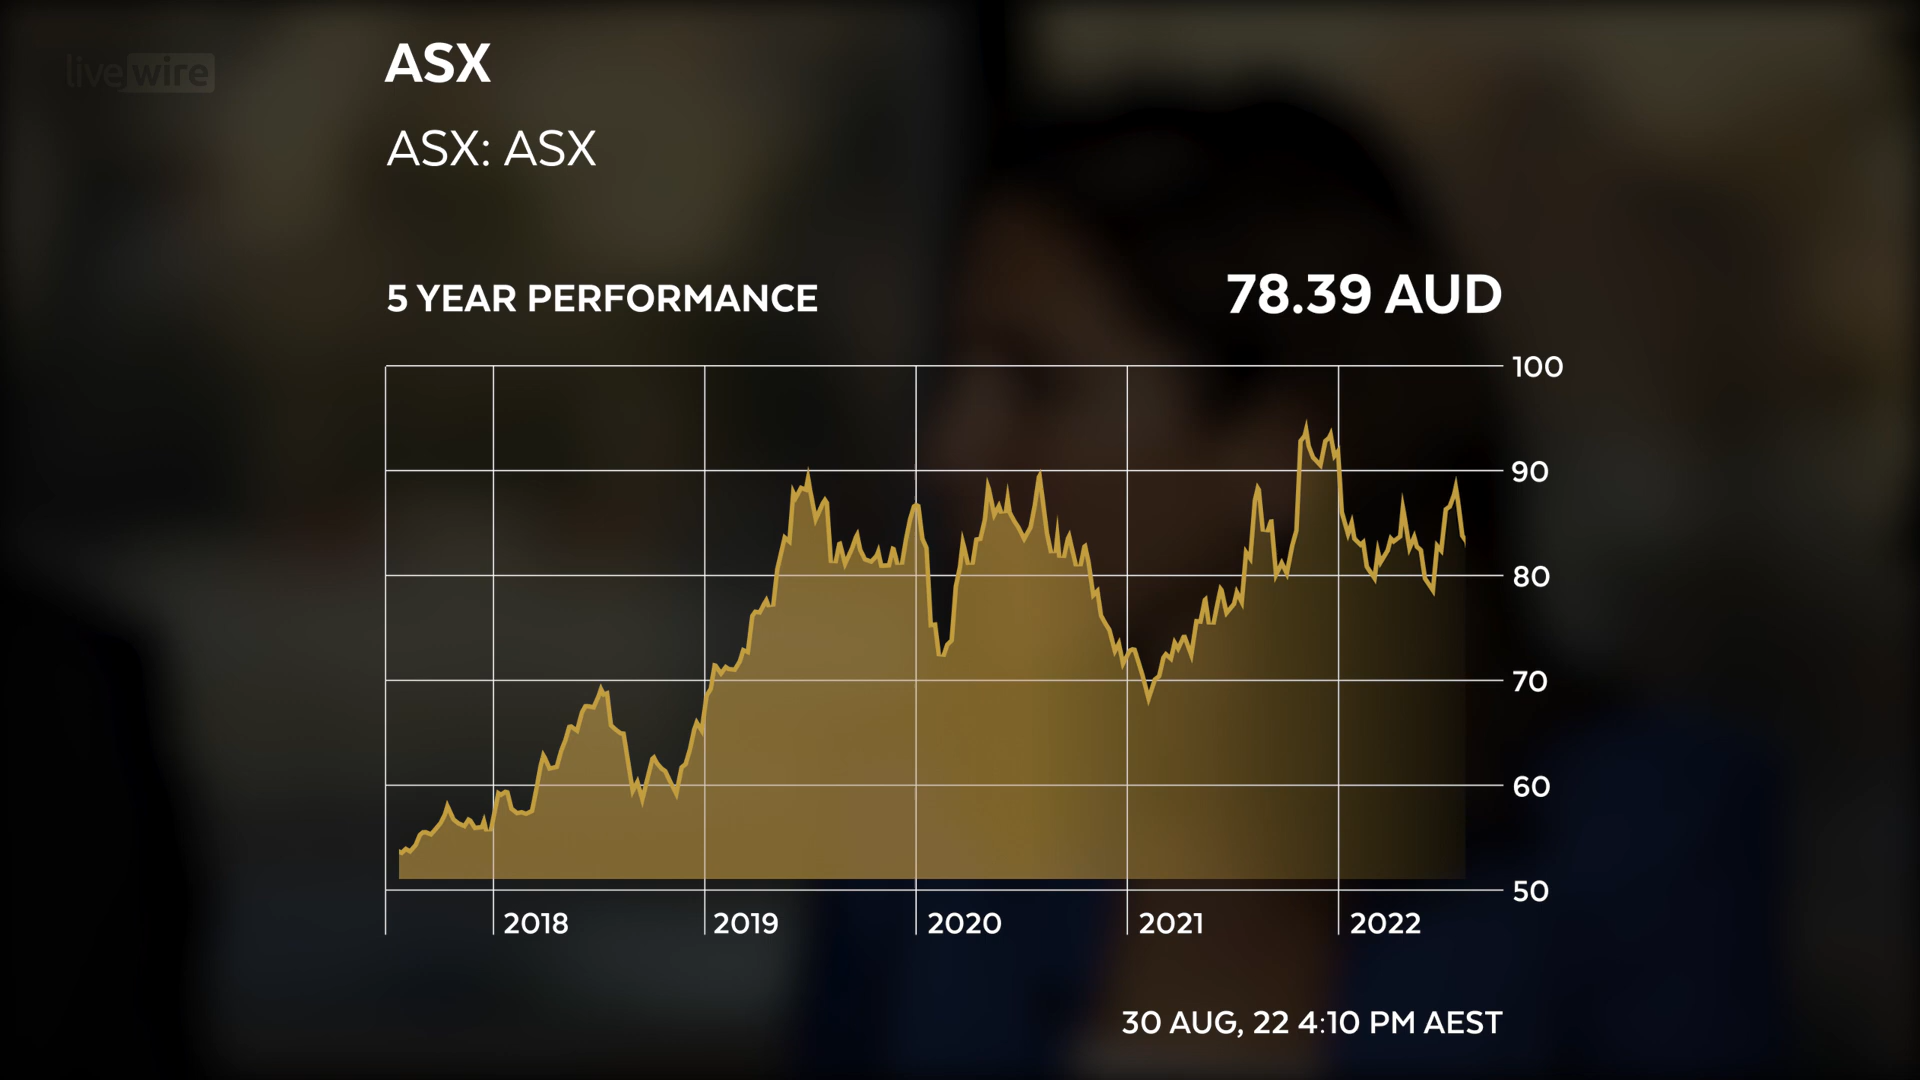 livewire
ASX
ASX: ASX
5 YEAR PERFORMANCE
78.39 AUD
100
90
80
70
60
50
2018 2019 2020 2021 2022
30 AUG, 22 4:10 PM AEST